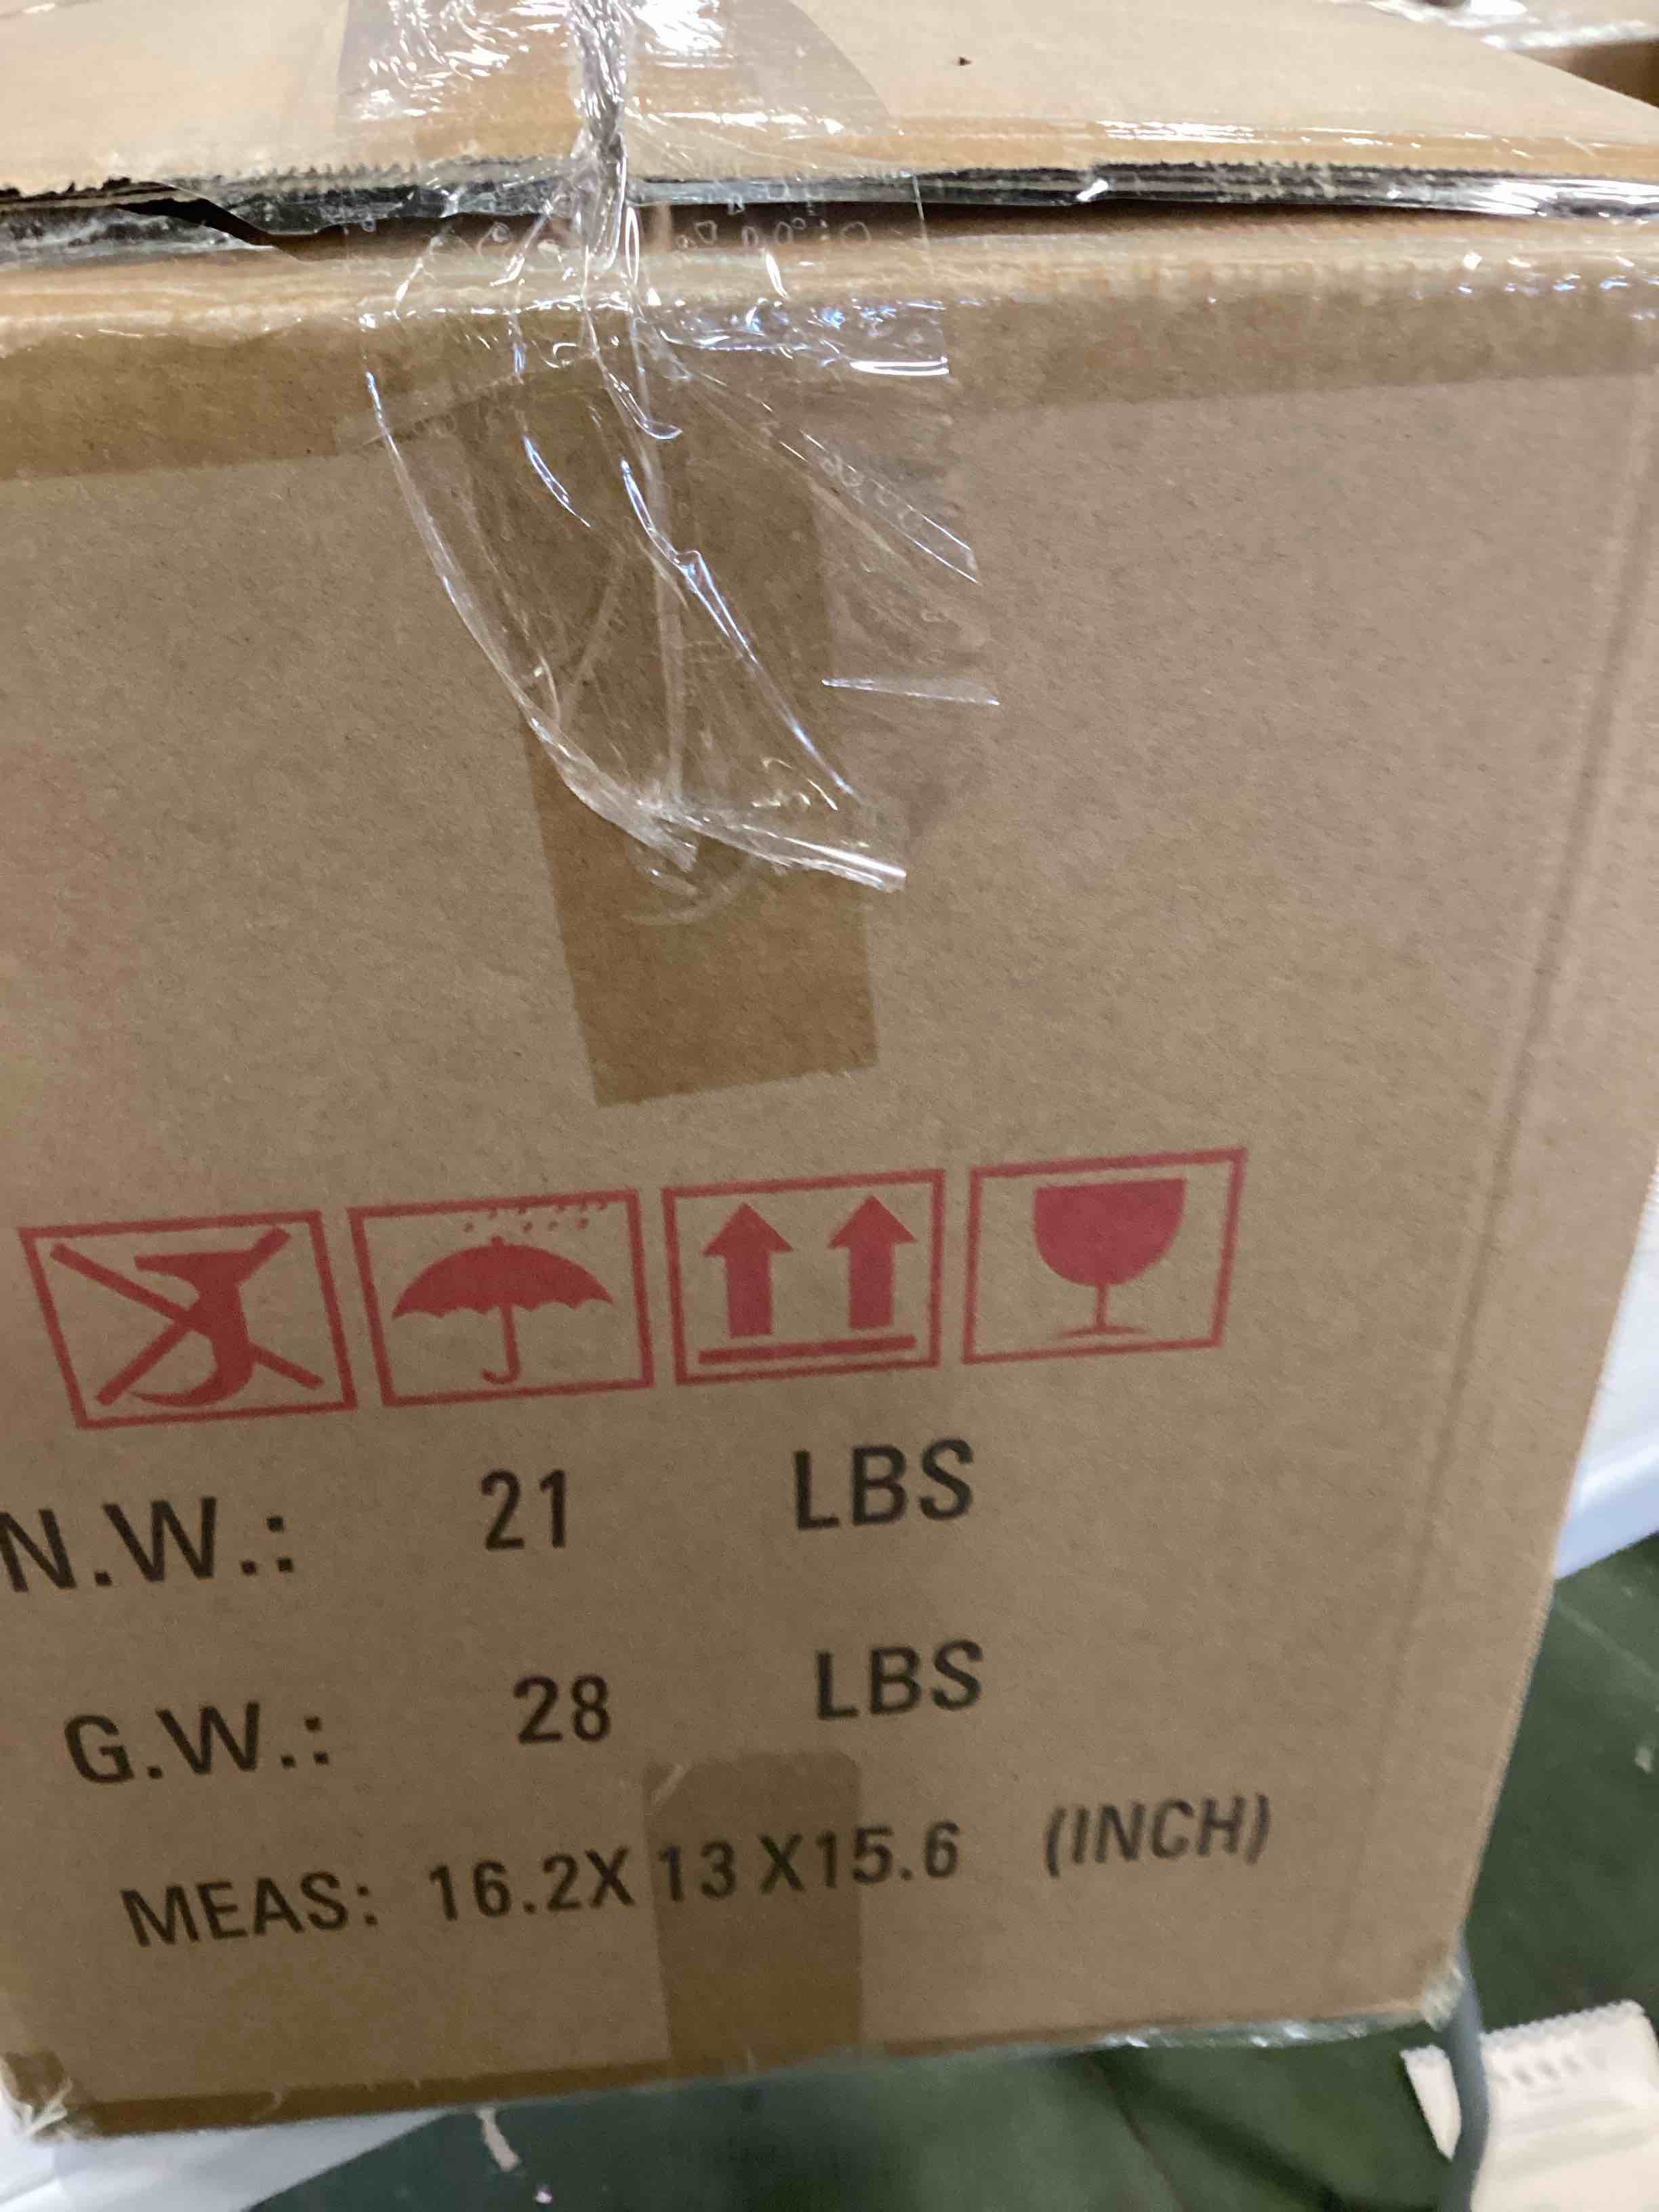 N.W.: 21 LBS
G.W.: 28 LBS
MEAS: 16.2X 13 X15.6 (INCH)